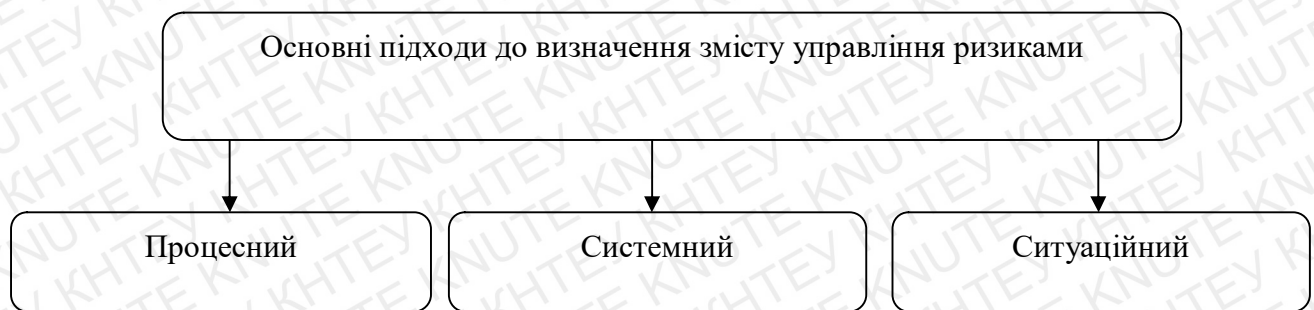 Основні підходи до визначення змісту управління ризиками
Процесний
Системний
Ситуаційний